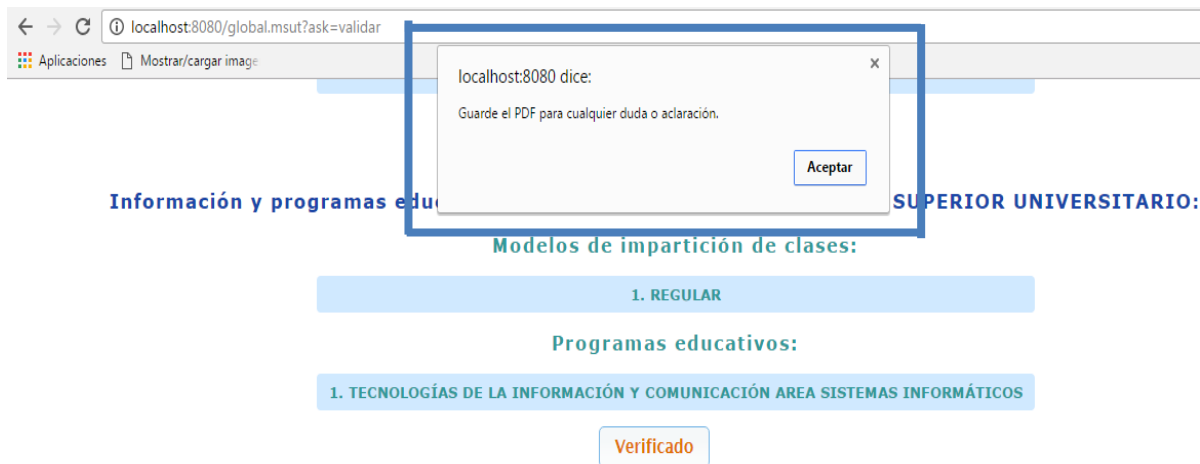 localhost:8080/global.msut?ask=validar
Aplicaciones Mostrar/cargar image
localhost:8080 dice:
Guarde el PDF para cualquier duda o aclaración.
Aceptar
Información y programas edu SUPERIOR UNIVERSITARIO:
Modelos de impartición de clases:
1. REGULAR
Programas educativos:
1. TECNOLOGÍAS DE LA INFORMACIÓN Y COMUNICACIÓN AREA SISTEMAS INFORMÁTICOS
Verificado